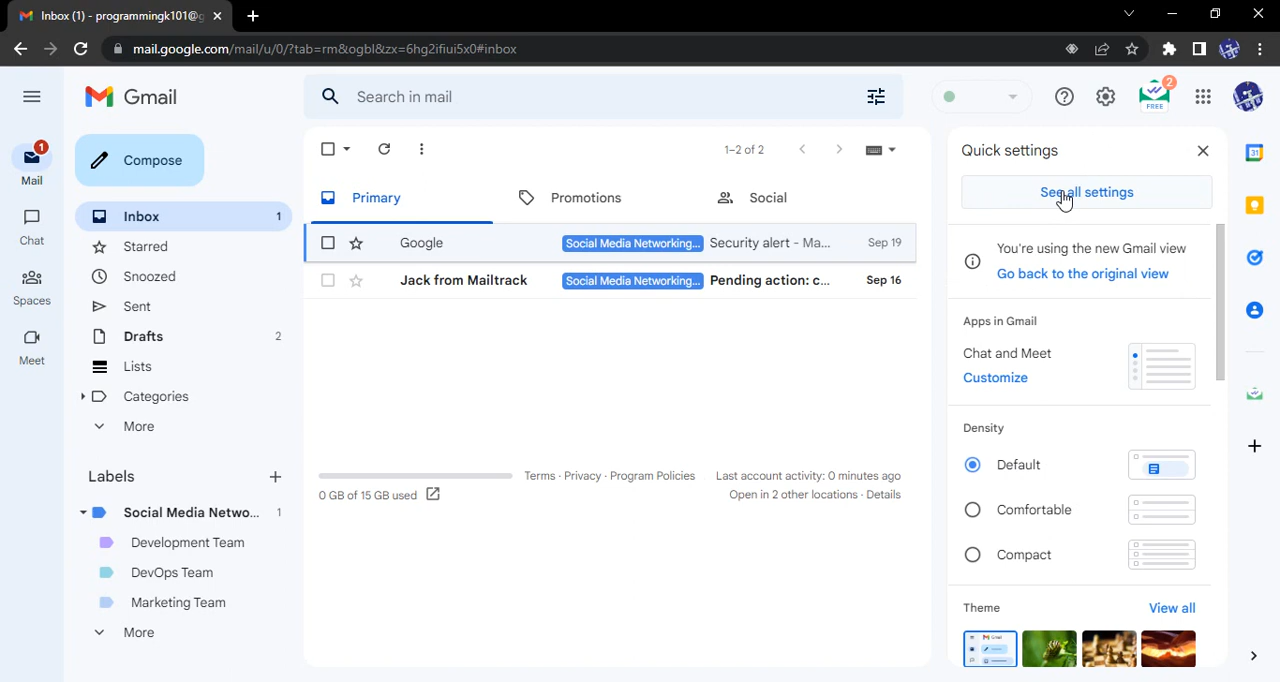 Inbox (1) - programmingk101@g
mail.google.com/mail/u/0/?tab=rm&ogbl&zx=6hg2ifiui5x0#inbox
Gmail
Search in mail
2
FREE
1
Mail
Chat
Spaces
Meet
Compose
Inbox 1
Starred
Snoozed
Sent
Drafts 2
Lists
Categories
More
Labels
Social Media Netwo... 1
Development Team
DevOps Team
Marketing Team
More
1–2 of 2
Primary Promotions Social
Google Social Media Networking... Security alert - Ma... Sep 19
Jack from Mailtrack Social Media Networking... Pending action: c... Sep 16
0 GB of 15 GB used
Terms · Privacy · Program Policies
Last account activity: 0 minutes ago
Open in 2 other locations · Details
Quick settings
See all settings
You're using the new Gmail view
Go back to the original view
Apps in Gmail
Chat and Meet
Customize
Density
Default
Comfortable
Compact
Theme View all
Gmail
31